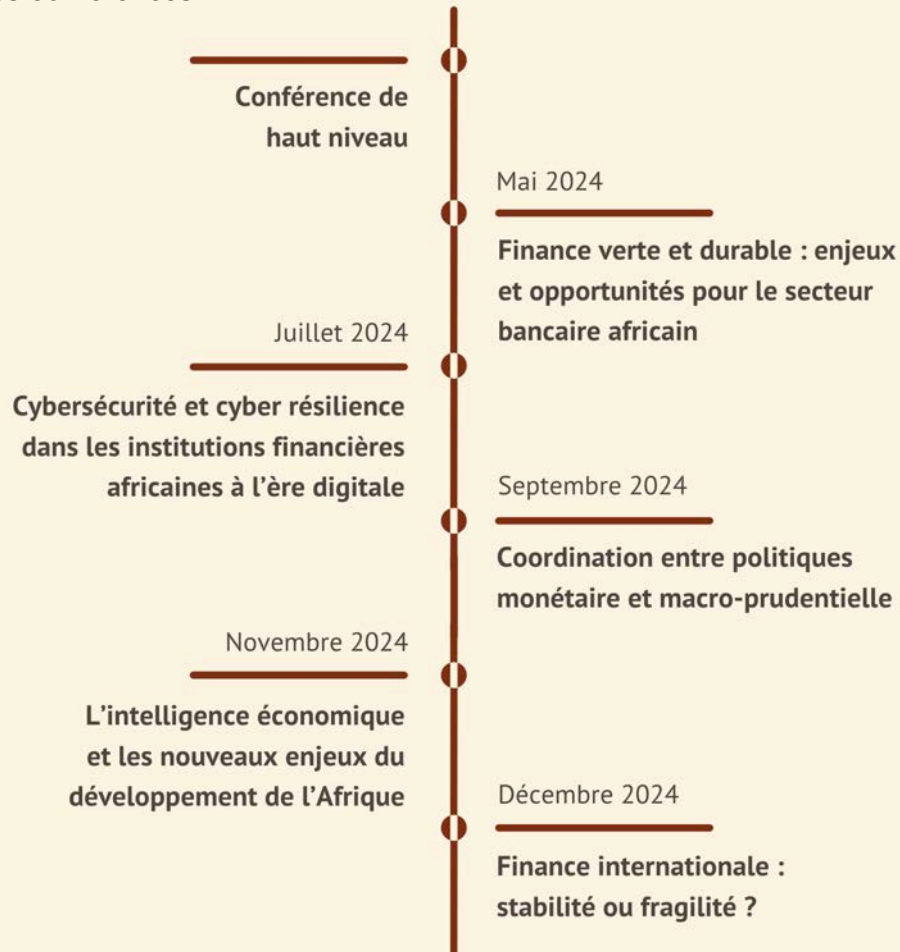 Conférence de
haut niveau
Mai 2024
Finance verte et durable : enjeux
et opportunités pour le secteur
bancaire africain
Juillet 2024
Cybersécurité et cyber résilience
dans les institutions financières
africaines à l’ère digitale
Septembre 2024
Coordination entre politiques
monétaire et macro-prudentielle
Novembre 2024
L’intelligence économique
et les nouveaux enjeux du
développement de l’Afrique
Décembre 2024
Finance internationale :
stabilité ou fragilité ?